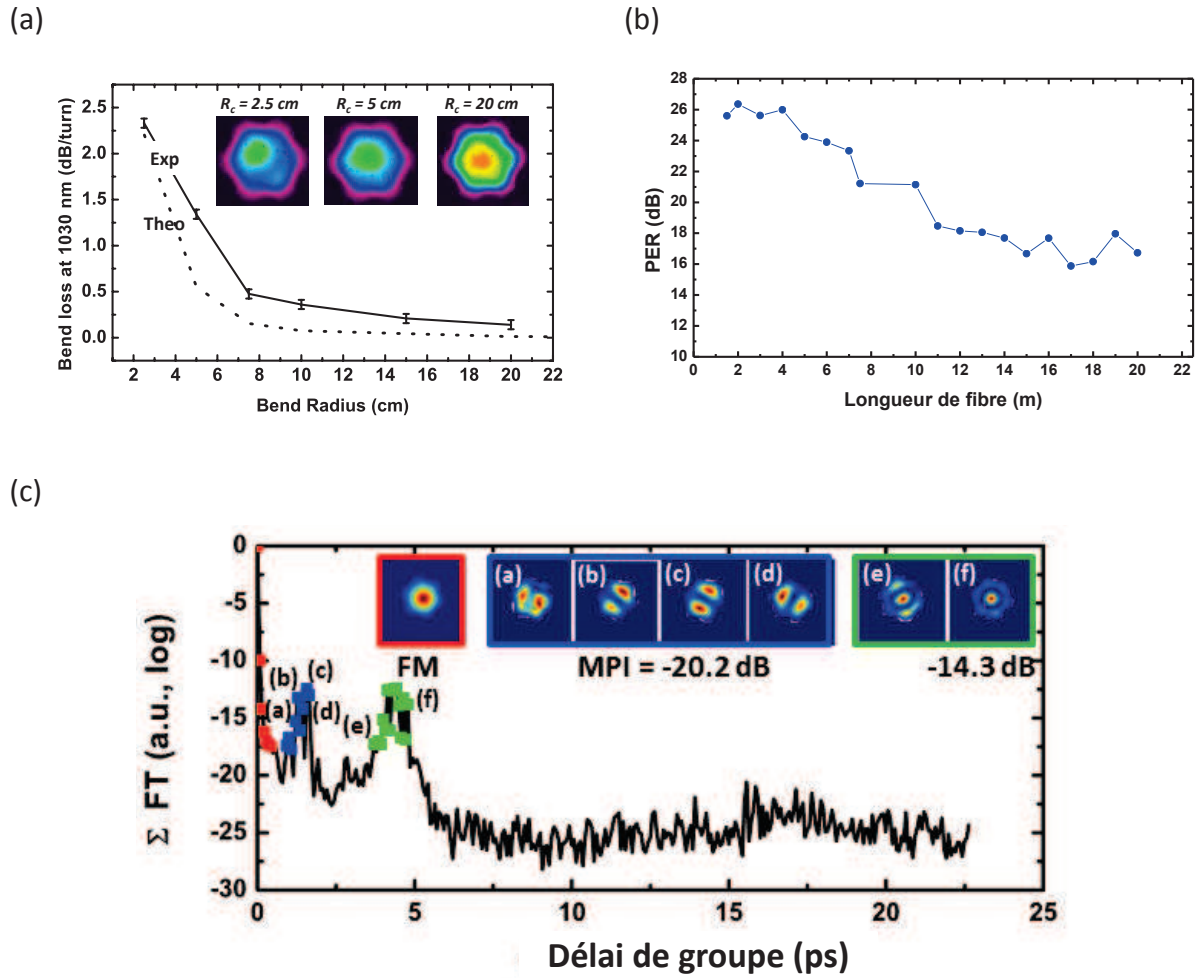 (a)
R_c = 2.5 cm R_c = 5 cm R_c = 20 cm
2.5
2.0
1.5
1.0
0.5
0.0
Exp
Theo
Bend loss at 1030 nm (dB/turn)
2 4 6 8 10 12 14 16 18 20 22
Bend Radius (cm)
(b)
28
26
24
22
20
18
16
14
12
10
PER (dB)
0 2 4 6 8 10 12 14 16 18 20 22
Longueur de fibre (m)
(c)
0
-5
-10
-15
-20
-25
-30
Σ FT (a.u., log)
(a) (b) (c) (d) (e) (f)
FM MPI = -20.2 dB -14.3 dB
(b) (c)
(a) (d) (e) (f)
0 5 10 15 20 25
Délai de groupe (ps)